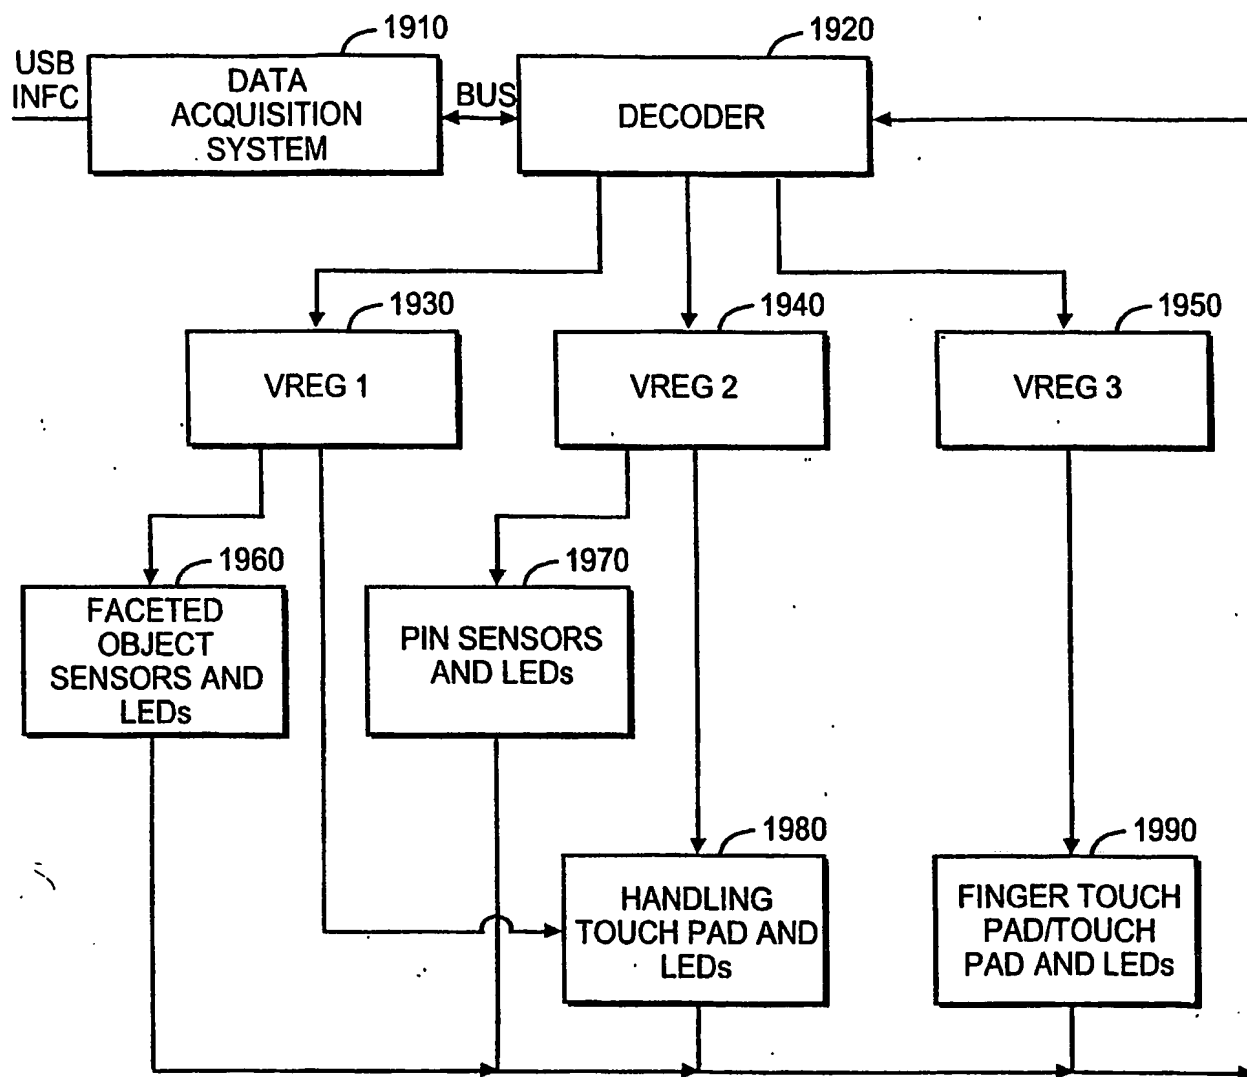 1910
1920
USB
INFC
DATA
ACQUISITION
SYSTEM
BUS
DECODER
1930
1940
1950
VREG 1
VREG 2
VREG 3
1960
1970
FACETED
OBJECT
SENSORS AND
LEDs
PIN SENSORS
AND LEDs
1980
1990
HANDLING
TOUCH PAD AND
LEDs
FINGER TOUCH
PAD/TOUCH
PAD AND LEDs